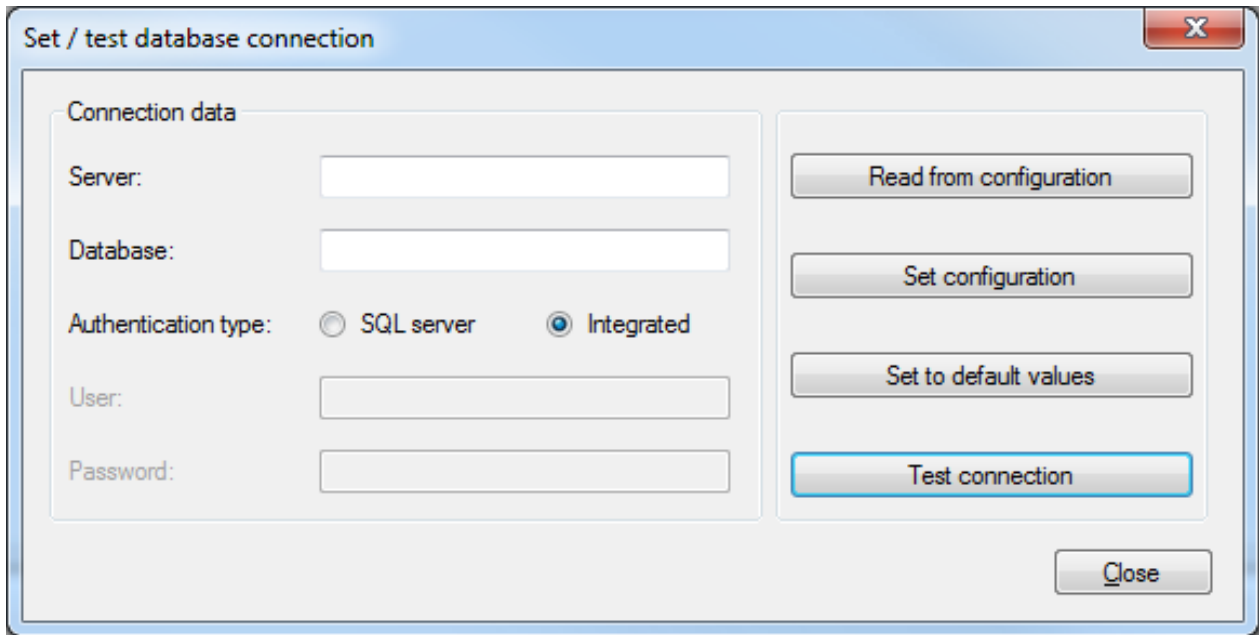 Set / test database connection
Connection data
Server:
Database:
Authentication type: SQL server Integrated
User:
Password:
Read from configuration
Set configuration
Set to default values
Test connection
Close